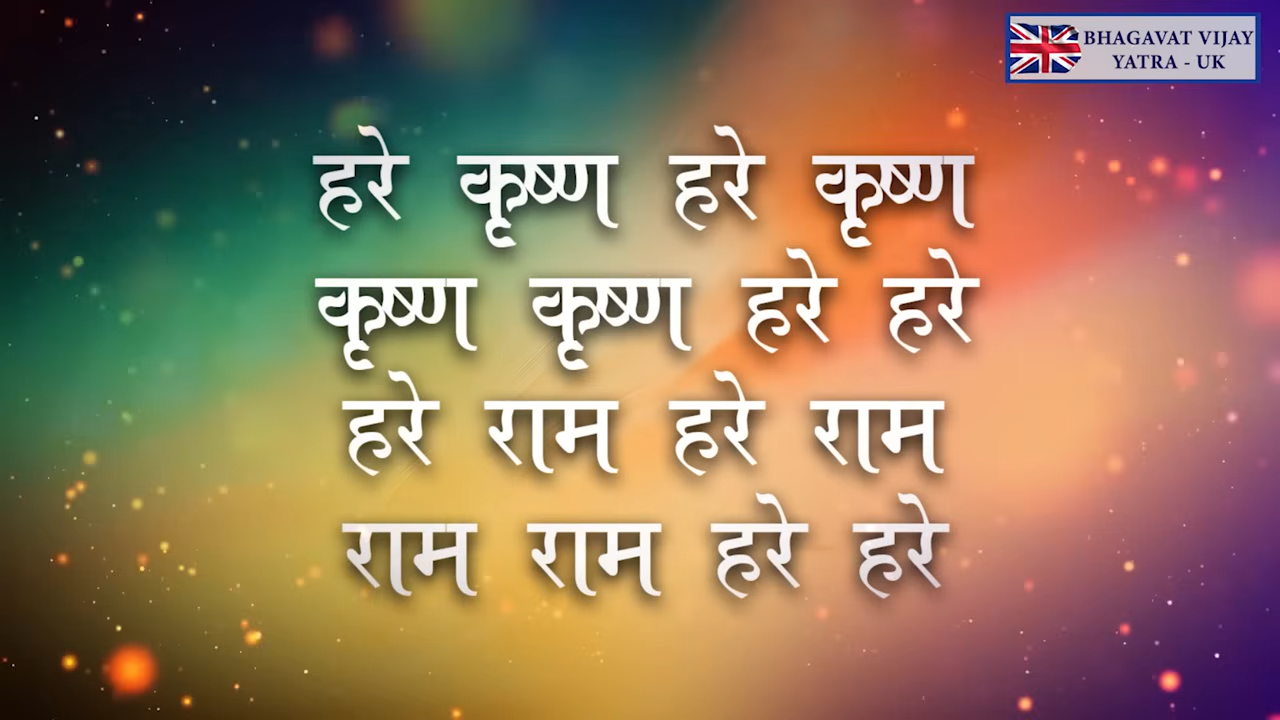 BHAGAVAT VIJAY
YATRA - UK
हरे कृष्ण हरे कृष्ण
कृष्ण कृष्ण हरे हरे
हरे राम हरे राम
राम राम हरे हरे